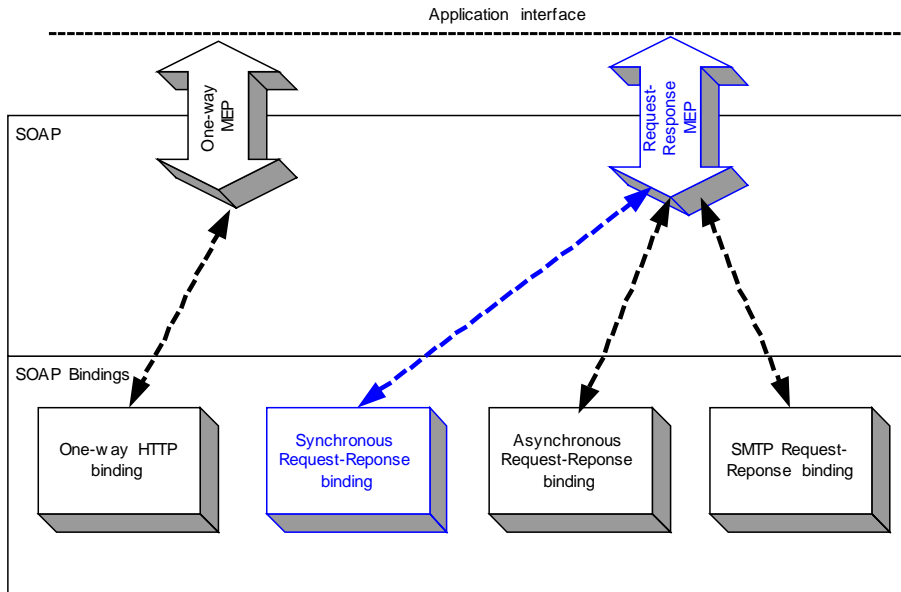 Application interface
One-way
MEP
Request-
Response
MEP
SOAP
SOAP Bindings
One-way HTTP
binding
Synchronous
Request-Reponse
binding
Asynchronous
Request-Reponse
binding
SMTP Request-
Reponse binding